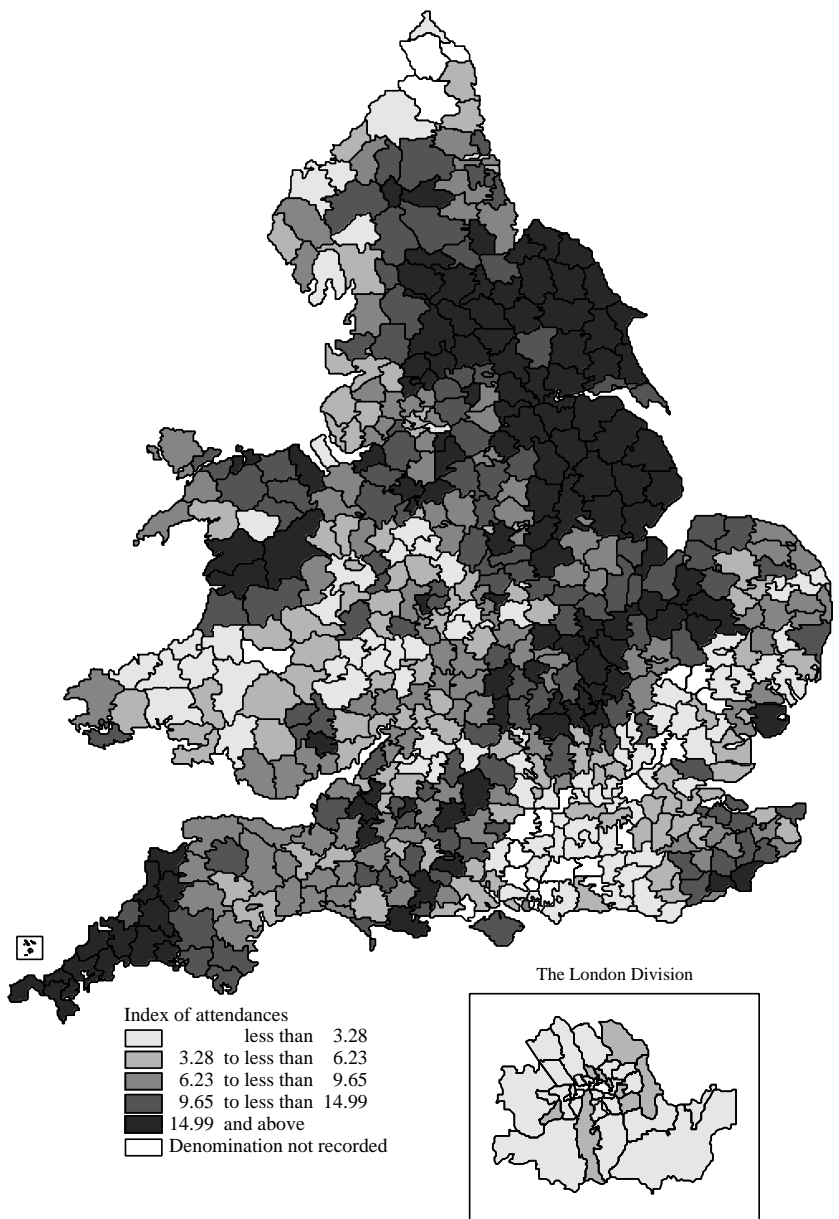 The London Division
Index of attendances
less than 3.28
3.28 to less than 6.23
6.23 to less than 9.65
9.65 to less than 14.99
14.99 and above
Denomination not recorded